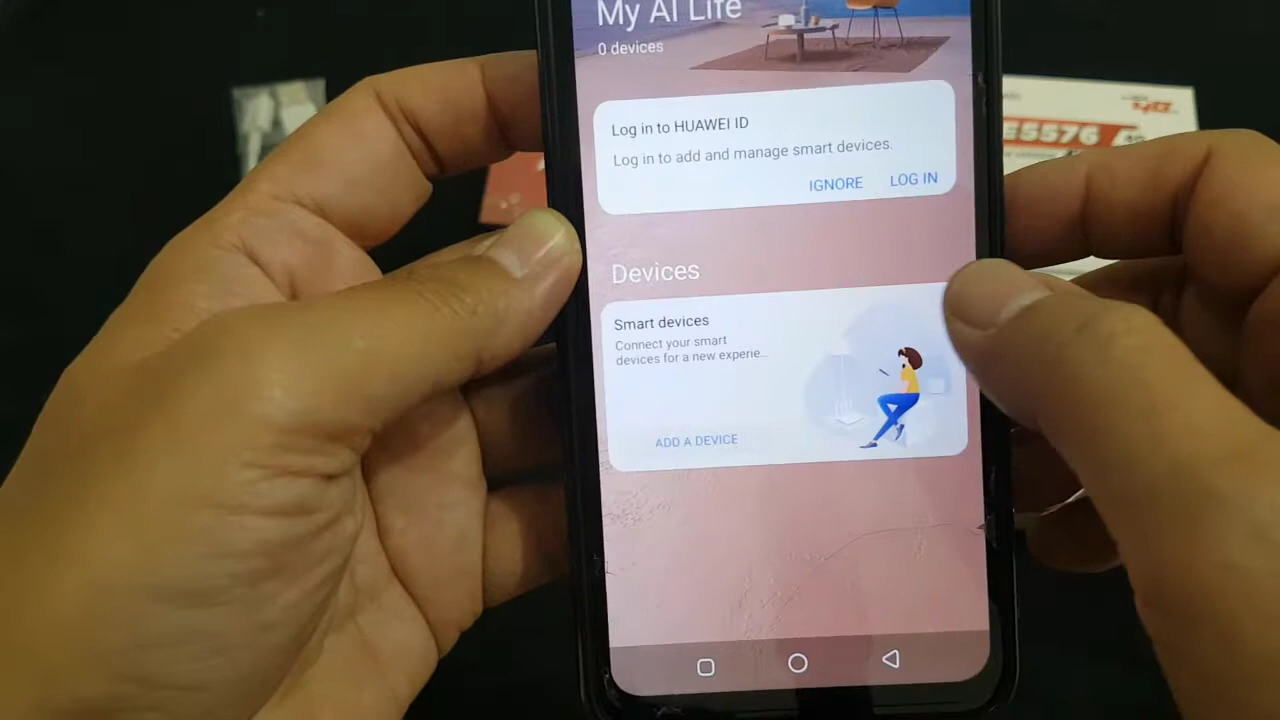 My AI Life
0 devices
Log in to HUAWEI ID
Log in to add and manage smart devices.
IGNORE LOG IN
Devices
Smart devices
Connect your smart
devices for a new experie...
ADD A DEVICE
E5576